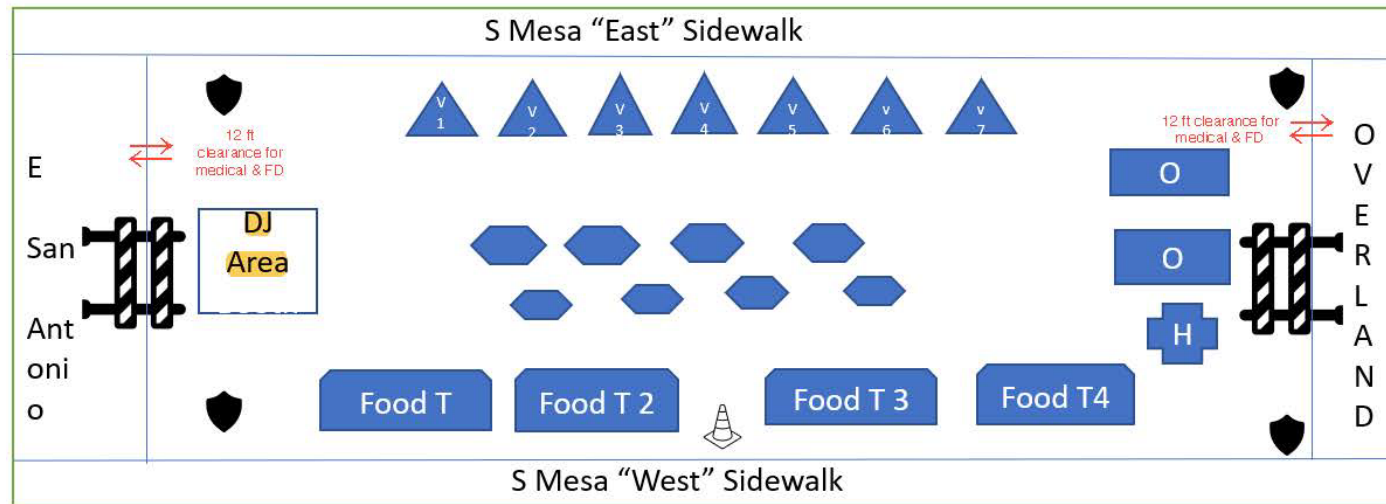 S Mesa “East” Sidewalk
V
1
V
2
V
3
V
4
V
5
v
6
v
7
12 ft
clearance for
medical & FD
12 ft clearance for
medical & FD
E
San
Ant
oni
o
DJ
Area
O
O
H
O
V
E
R
L
A
N
D
Food T
Food T 2
Food T 3
Food T4
S Mesa “West” Sidewalk